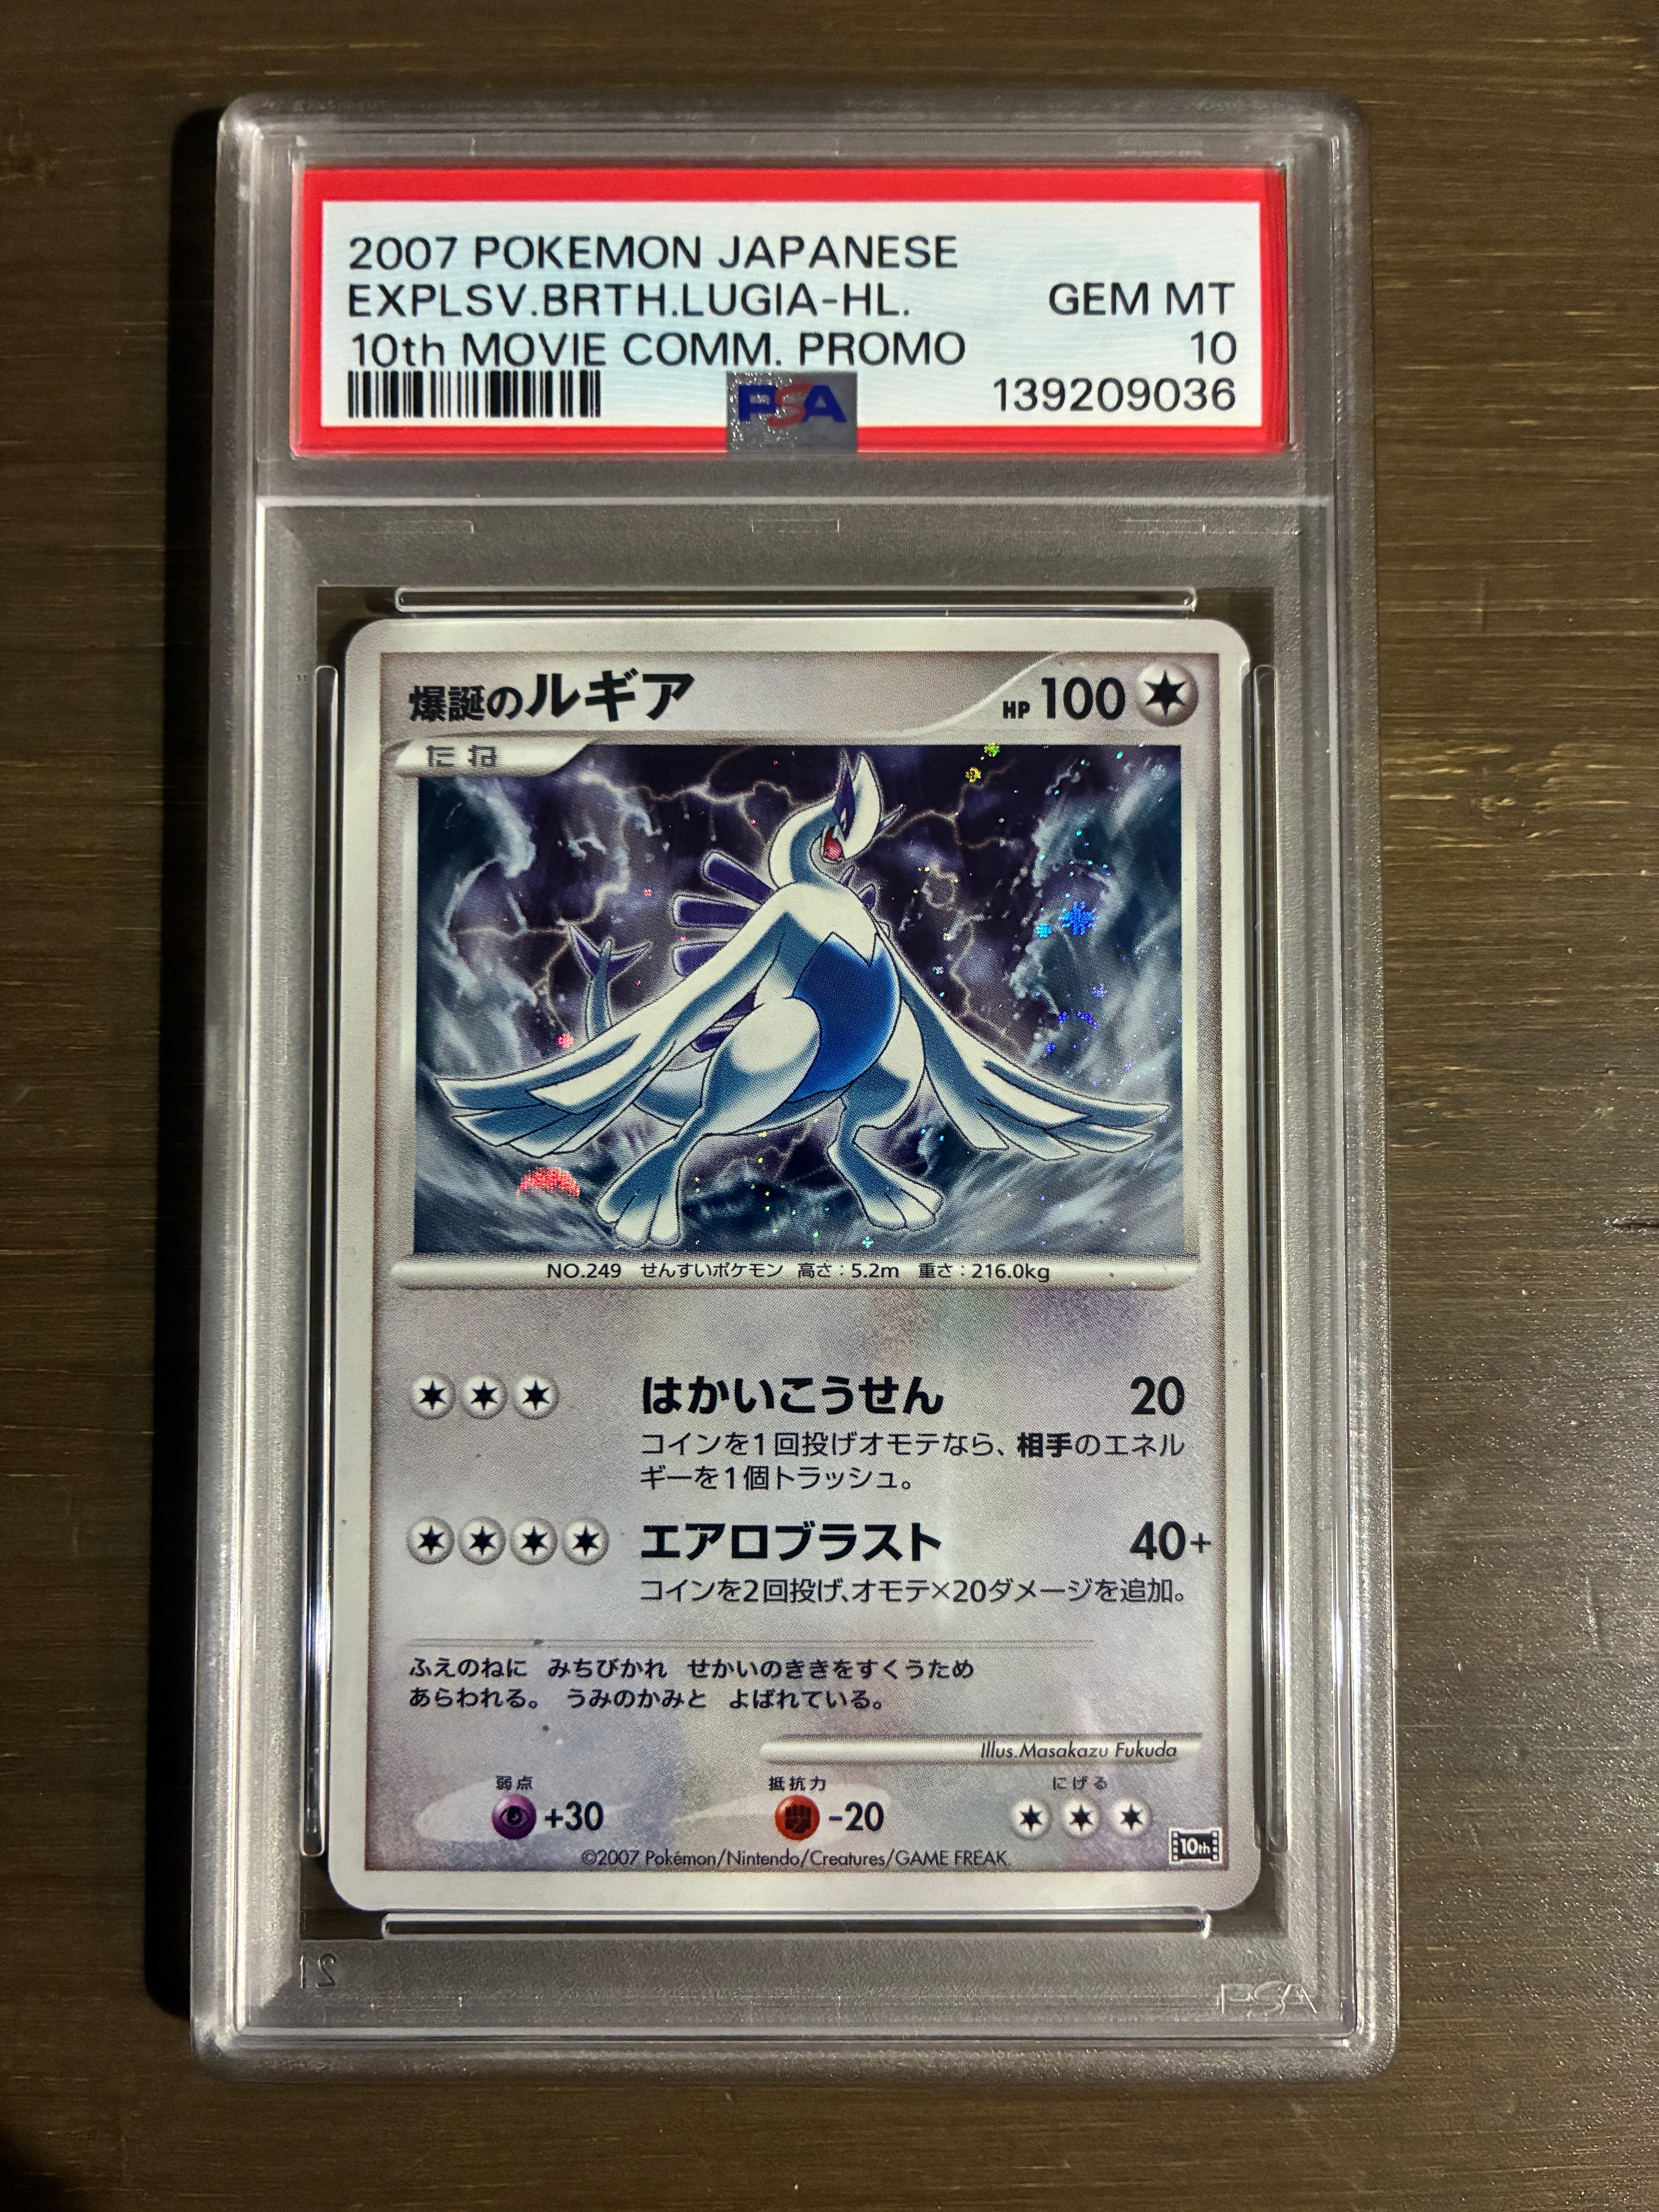 2007 POKEMON JAPANESE
EXPLSV.BRTH.LUGIA-HL. GEM MT
10th MOVIE COMM. PROMO 10
PSA 139209036
爆誕のルギア HP 100
たね
NO.249 せんすいポケモン 高さ:5.2m 重さ:216.0kg
はかいこうせん 20
コインを1回投げオモテなら、相手のエネル
ギーを1個トラッシュ。
エアロブラスト 40+
コインを2回投げ、オモテ×20ダメージを追加。
ふえのねに みちびかれ せかいのききをすくうため
あらわれる。 うみのかみと よばれている。
Illus.Masakazu Fukuda
弱点 抵抗力 にげる
+30 -20
10th
©2007 Pokémon/Nintendo/Creatures/GAME FREAK.
21 PSA